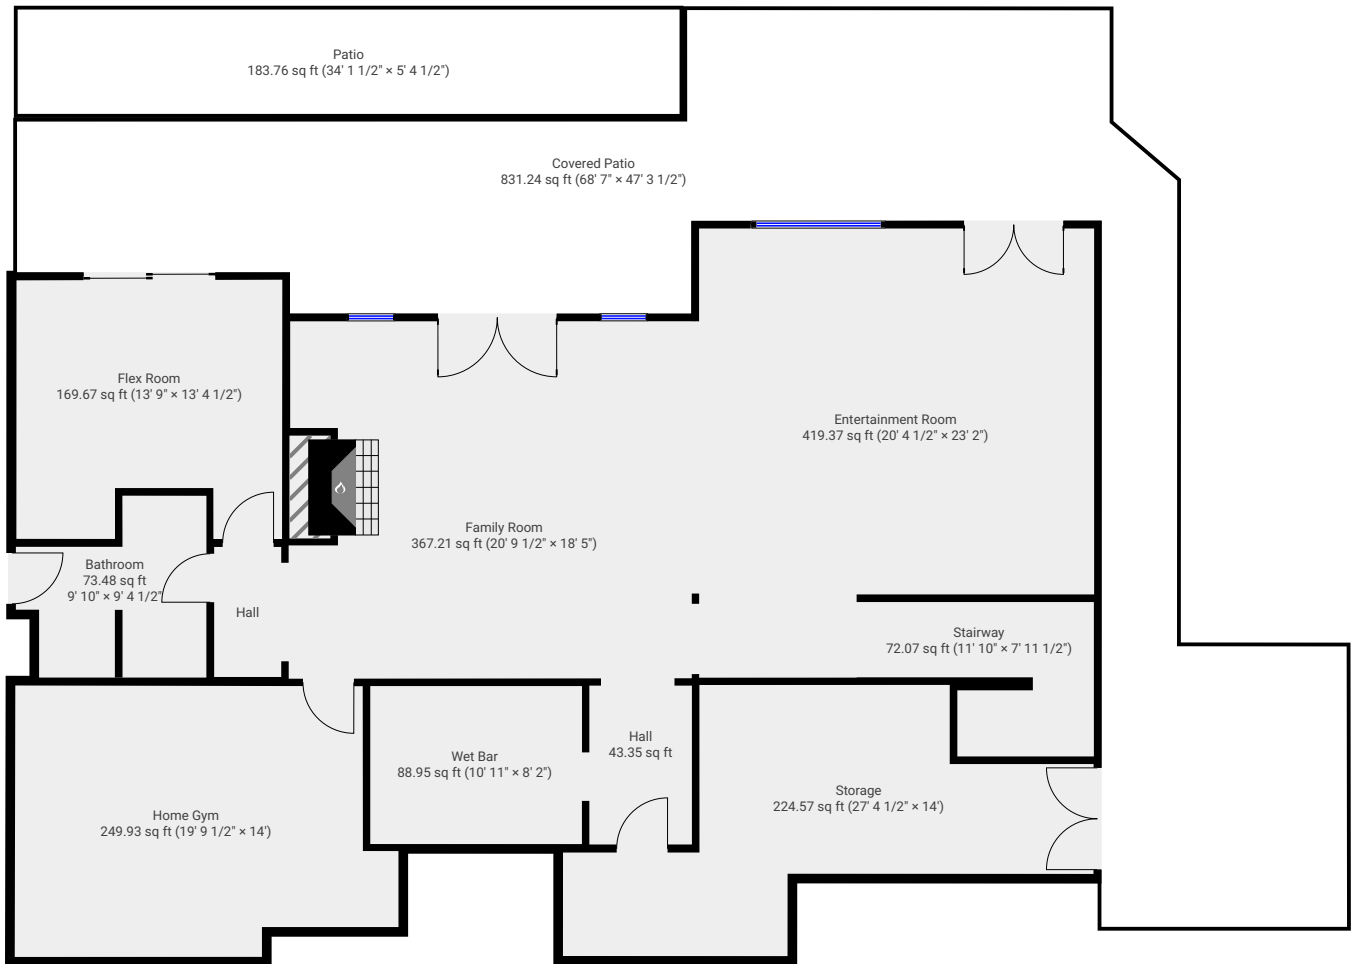 Patio
183.76 sq ft (34' 1 1/2" × 5' 4 1/2")
Covered Patio
831.24 sq ft (68' 7" × 47' 3 1/2")
Flex Room
169.67 sq ft (13' 9" × 13' 4 1/2")
Entertainment Room
419.37 sq ft (20' 4 1/2" × 23' 2")
Family Room
367.21 sq ft (20' 9 1/2" × 18' 5")
Bathroom
73.48 sq ft
9' 10" × 9' 4 1/2"
Hall
Stairway
72.07 sq ft (11' 10" × 7' 11 1/2")
Hall
43.35 sq ft
Wet Bar
88.95 sq ft (10' 11" × 8' 2")
Storage
224.57 sq ft (27' 4 1/2" × 14')
Home Gym
249.93 sq ft (19' 9 1/2" × 14')